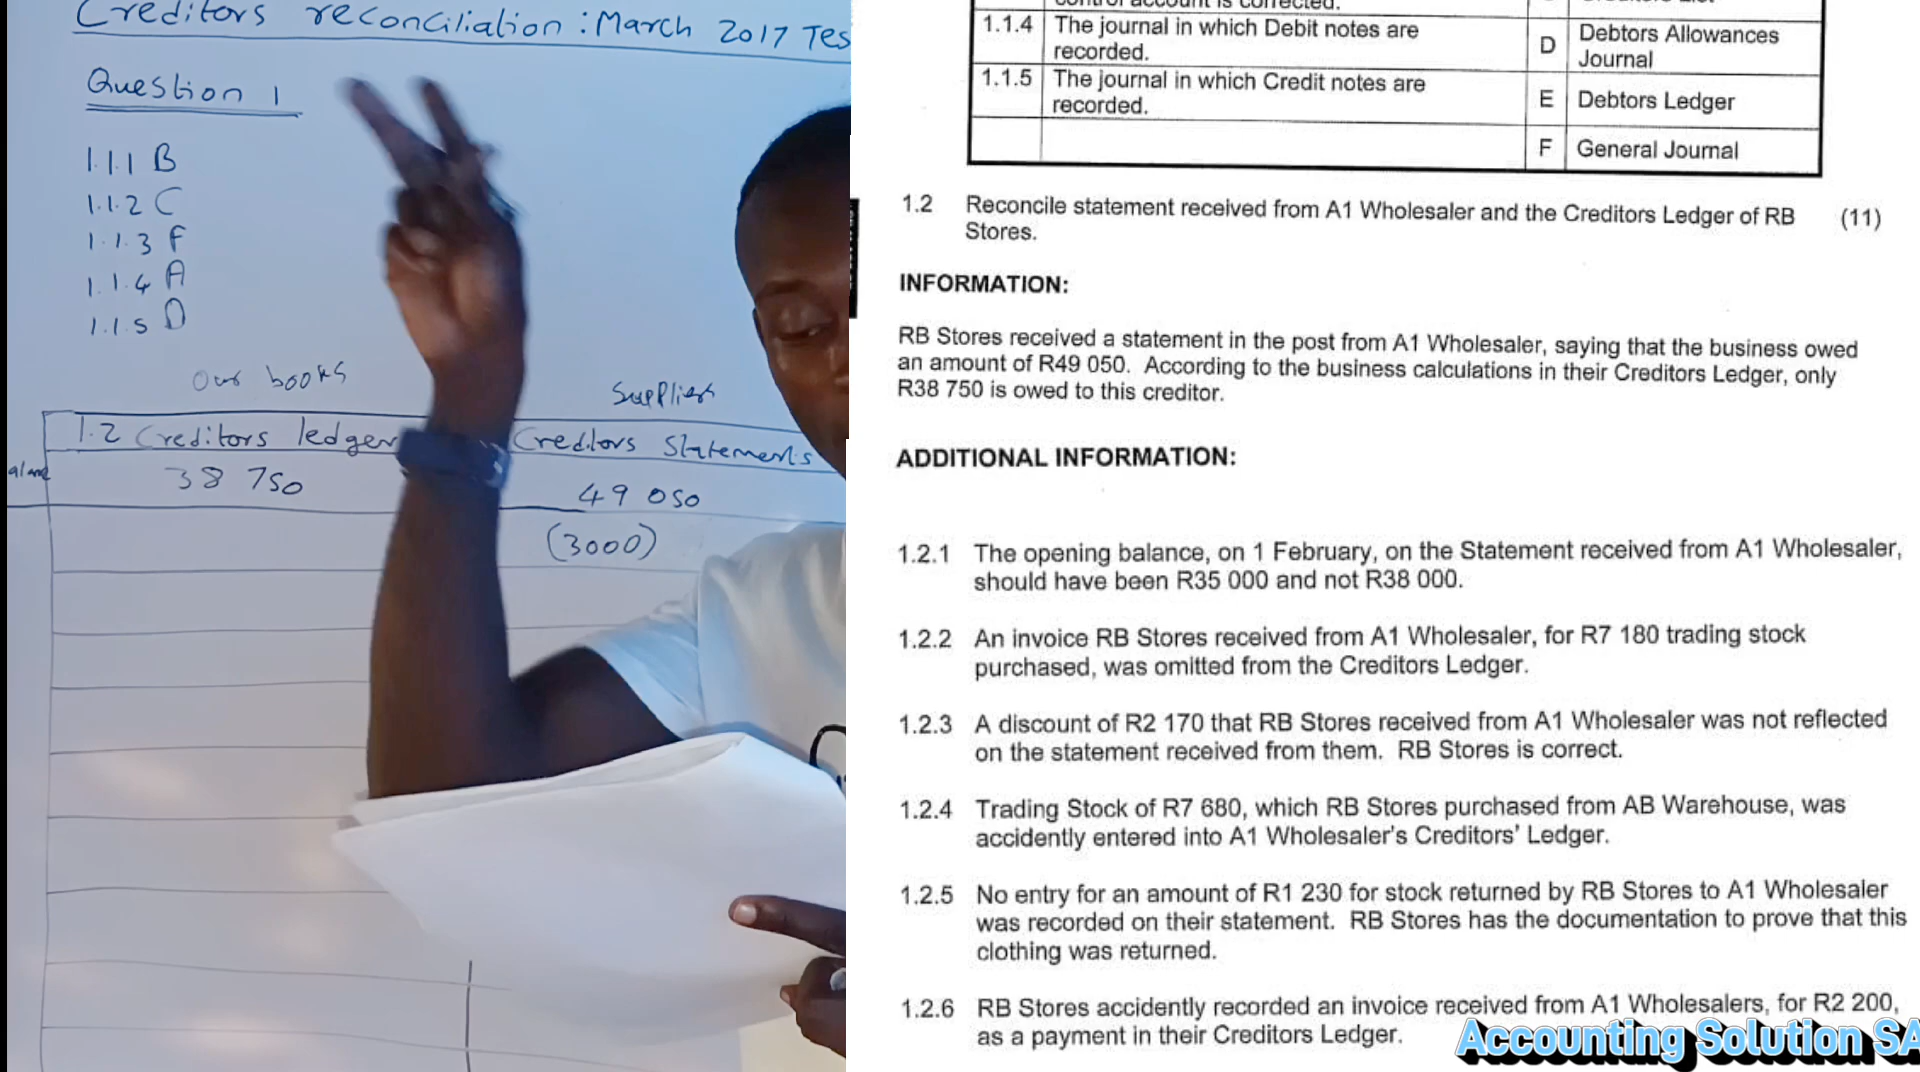 Creditors reconciliation : March 2017 Tes
Question 1
1.1.1 B
1.1.2 C
1.1.3 F
1.1.4 A
1.1.5 D
Our books
Suppliers
1.2 Creditors ledger
Creditors Statements
38 750
49 050
(3000)
control account is corrected.
1.1.4 The journal in which Debit notes are
recorded.
D Debtors Allowances
Journal
1.1.5 The journal in which Credit notes are
recorded.
E Debtors Ledger
F General Journal
1.2 Reconcile statement received from A1 Wholesaler and the Creditors Ledger of RB (11)
Stores.
INFORMATION:
RB Stores received a statement in the post from A1 Wholesaler, saying that the business owed
an amount of R49 050. According to the business calculations in their Creditors Ledger, only
R38 750 is owed to this creditor.
ADDITIONAL INFORMATION:
1.2.1 The opening balance, on 1 February, on the Statement received from A1 Wholesaler,
should have been R35 000 and not R38 000.
1.2.2 An invoice RB Stores received from A1 Wholesaler, for R7 180 trading stock
purchased, was omitted from the Creditors Ledger.
1.2.3 A discount of R2 170 that RB Stores received from A1 Wholesaler was not reflected
on the statement received from them. RB Stores is correct.
1.2.4 Trading Stock of R7 680, which RB Stores purchased from AB Warehouse, was
accidently entered into A1 Wholesaler's Creditors' Ledger.
1.2.5 No entry for an amount of R1 230 for stock returned by RB Stores to A1 Wholesaler
was recorded on their statement. RB Stores has the documentation to prove that this
clothing was returned.
1.2.6 RB Stores accidently recorded an invoice received from A1 Wholesalers, for R2 200,
as a payment in their Creditors Ledger.
Accounting Solution SA